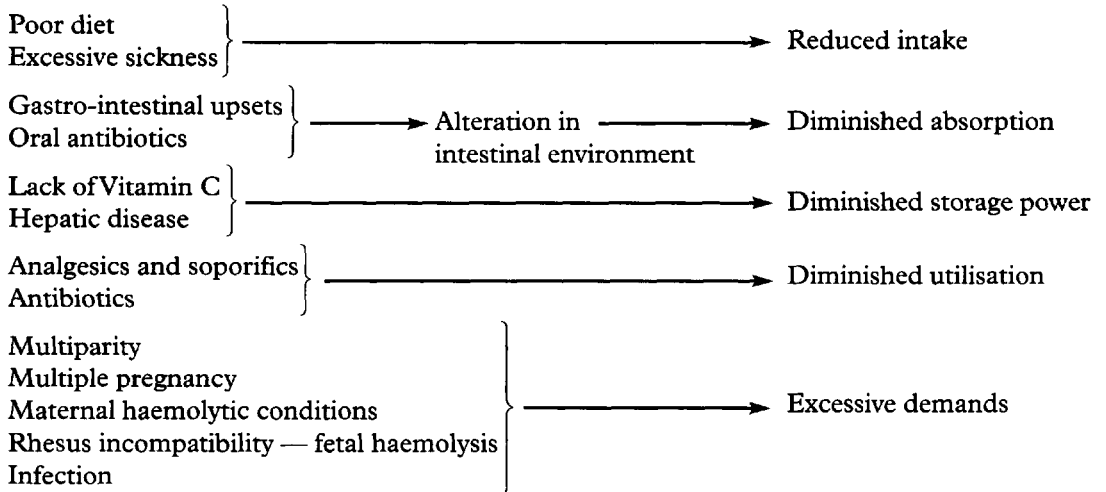 Poor diet
Excessive sickness
Reduced intake
Gastro-intestinal upsets
Oral antibiotics
Alteration in
intestinal environment
Diminished absorption
Lack of Vitamin C
Hepatic disease
Diminished storage power
Analgesics and soporifics
Antibiotics
Diminished utilisation
Multiparity
Multiple pregnancy
Maternal haemolytic conditions
Rhesus incompatibility — fetal haemolysis
Infection
Excessive demands